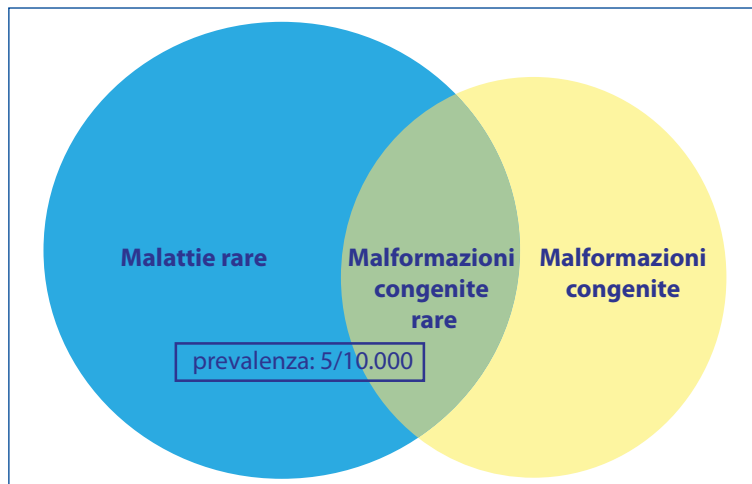 Malattie rare
Malformazioni
congenite
rare
Malformazioni
congenite
prevalenza: 5/10.000